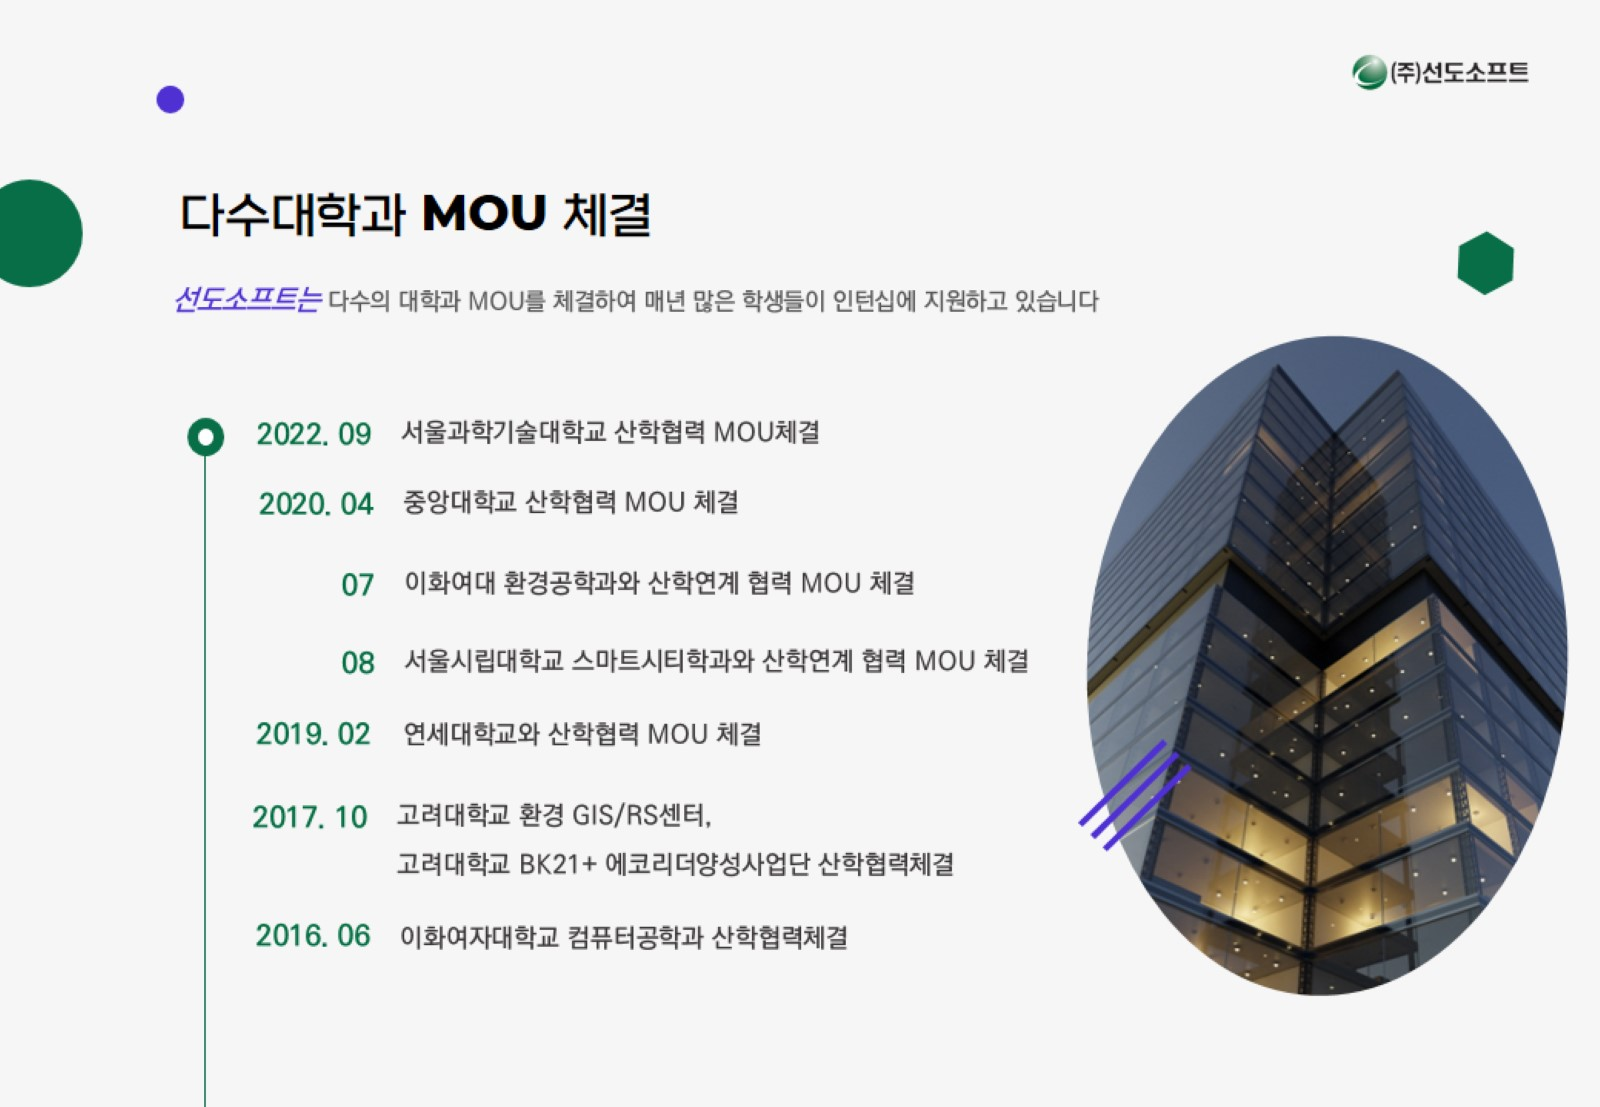 (주)선도소프트
다수대학과 MOU 체결
선도소프트는 다수의 대학과 MOU를 체결하여 매년 많은 학생들이 인턴십에 지원하고 있습니다
2022. 09 서울과학기술대학교 산학협력 MOU체결
2020. 04 중앙대학교 산학협력 MOU 체결
07 이화여대 환경공학과와 산학연계 협력 MOU 체결
08 서울시립대학교 스마트시티학과와 산학연계 협력 MOU 체결
2019. 02 연세대학교와 산학협력 MOU 체결
2017. 10 고려대학교 환경 GIS/RS센터,
고려대학교 BK21+ 에코리더양성사업단 산학협력체결
2016. 06 이화여자대학교 컴퓨터공학과 산학협력체결